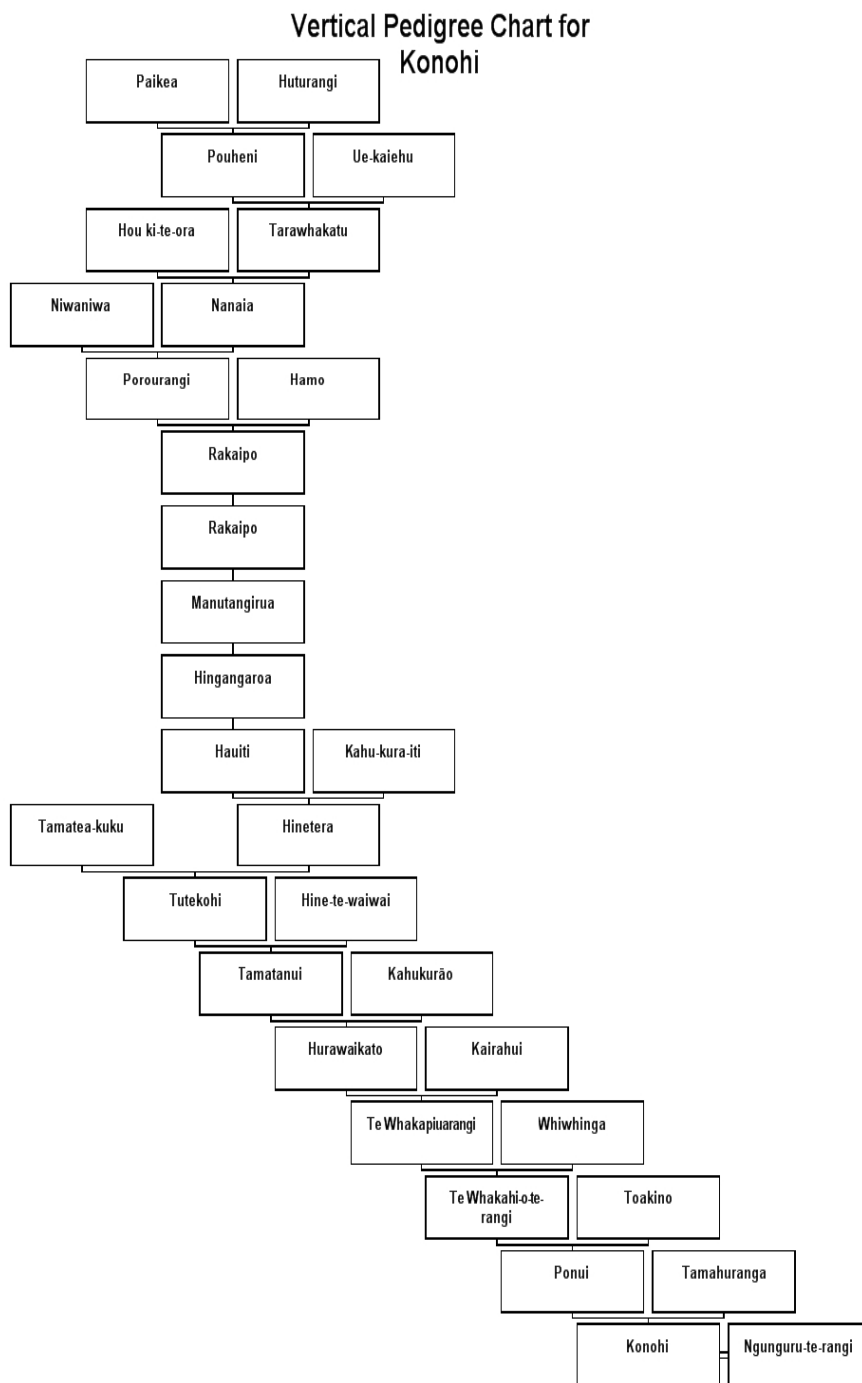 Vertical Pedigree Chart for
Konohi
Paikea
Huturangi
Pouheni
Ue-kaiehu
Hou ki-te-ora
Tarawhakatu
Niwaniwa
Nanaia
Porourangi
Hamo
Rakaipo
Rakaipo
Manutangirua
Hingangaroa
Hauiti
Kahu-kura-iti
Tamatea-kuku
Hinetera
Tutekohi
Hine-te-waiwai
Tamatanui
Kahukurāo
Hurawaikato
Kairahui
Te Whakapiuarangi
Whiwhinga
Te Whakahi-o-te-
rangi
Toakino
Ponui
Tamahuranga
Konohi
Ngunguru-te-rangi